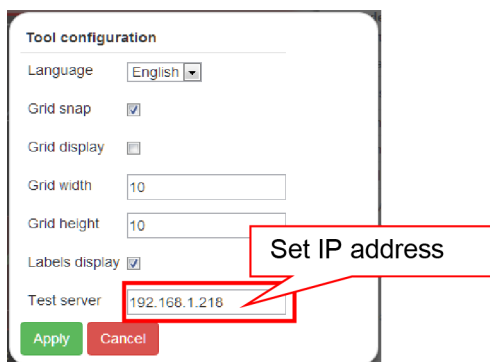 Tool configuration
Language English
Grid snap
Grid display
Grid width 10
Grid height 10
Set IP address
Labels display
Test server 192.168.1.218
Apply Cancel